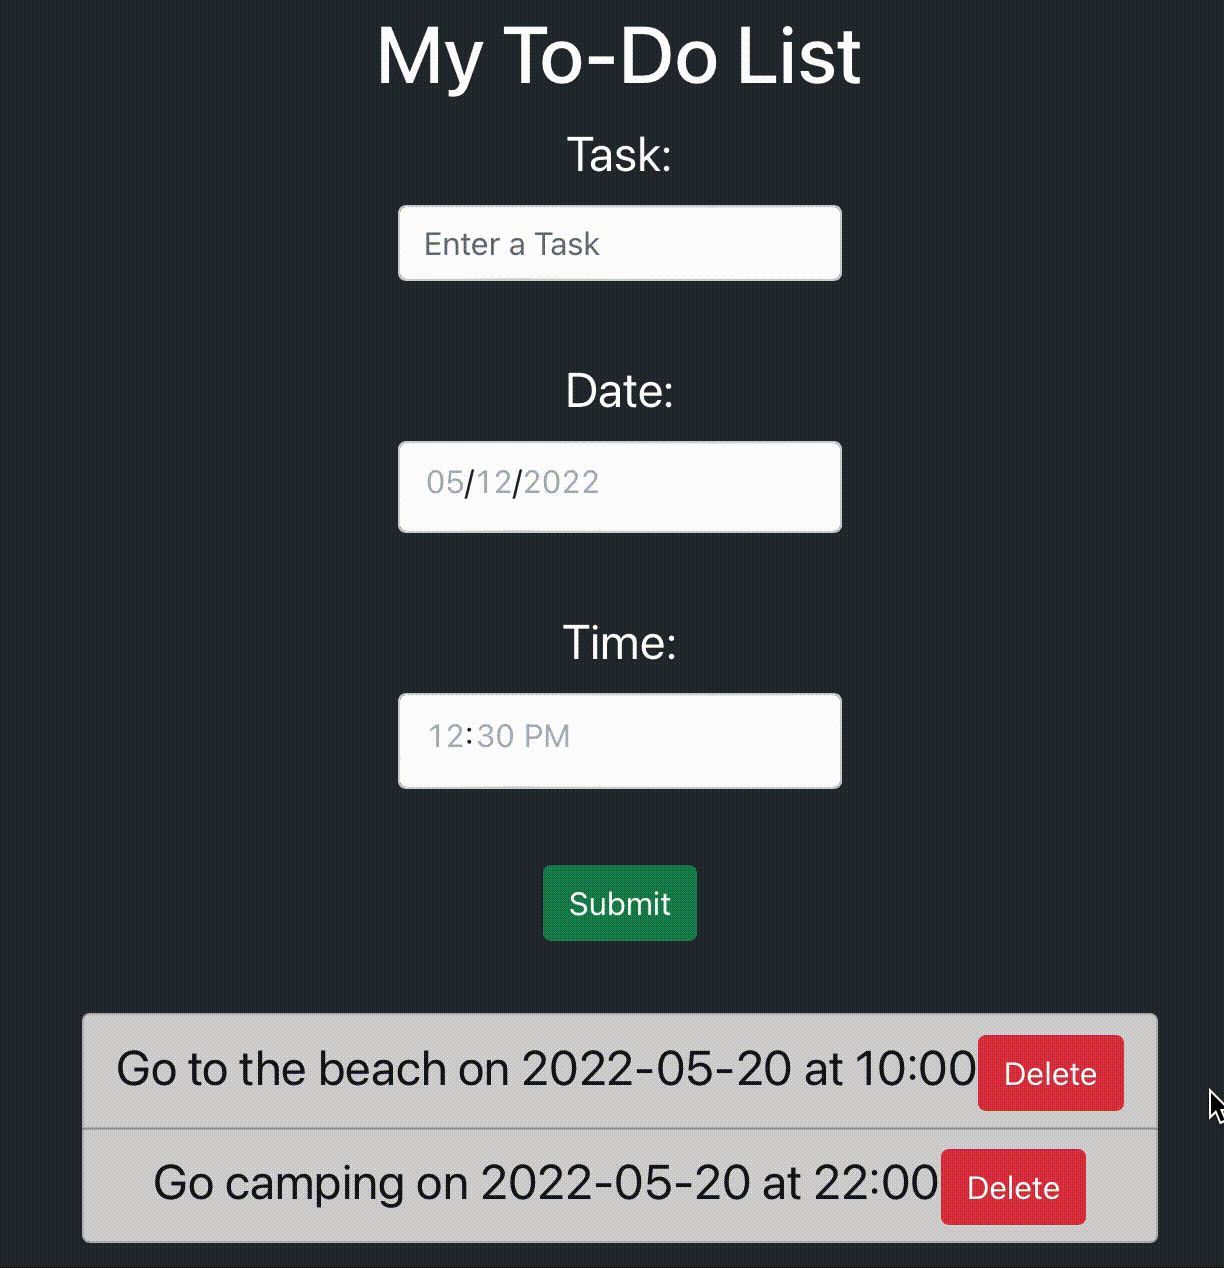 My To-Do List
Task:
Enter a Task
Date:
05/12/2022
Time:
12:30 PM
Submit
Go to the beach on 2022-05-20 at 10:00 Delete
Go camping on 2022-05-20 at 22:00 Delete